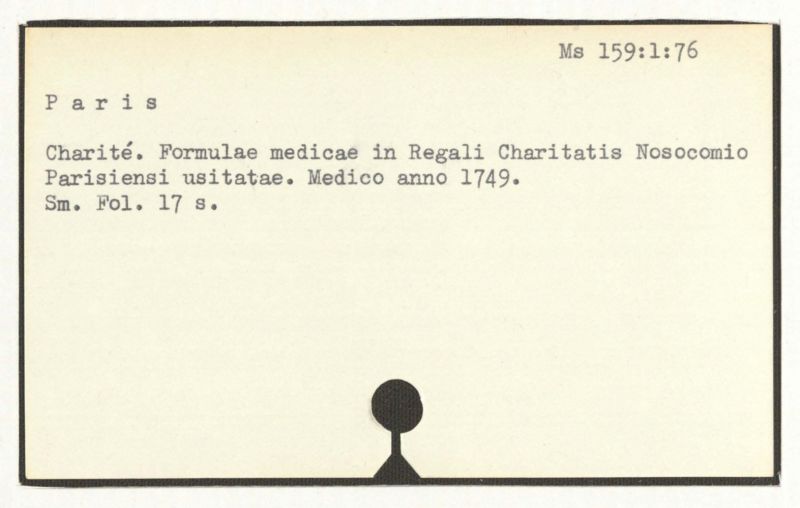 Ms 159:1:76
P a r i s
Charité. Formulae medicae in Regali Charitatis Nosocomio
Parisiensi usitatae. Medico anno 1749.
Sm. Fol. 17 s.